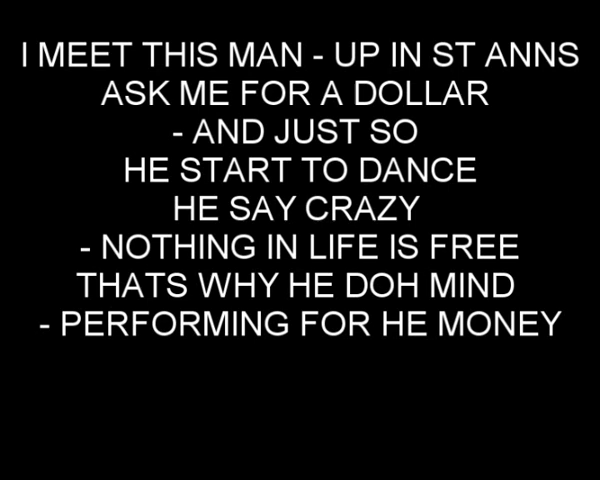 I MEET THIS MAN - UP IN ST ANNS
ASK ME FOR A DOLLAR
- AND JUST SO
HE START TO DANCE
HE SAY CRAZY
- NOTHING IN LIFE IS FREE
THATS WHY HE DOH MIND
- PERFORMING FOR HE MONEY